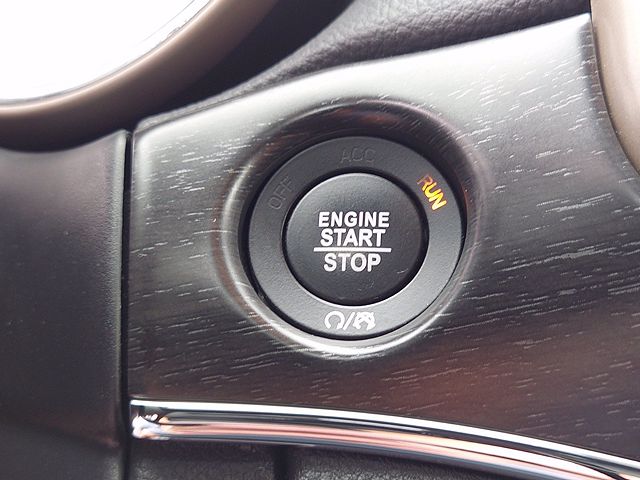 OFF
ACC
RUN
ENGINE
START
STOP